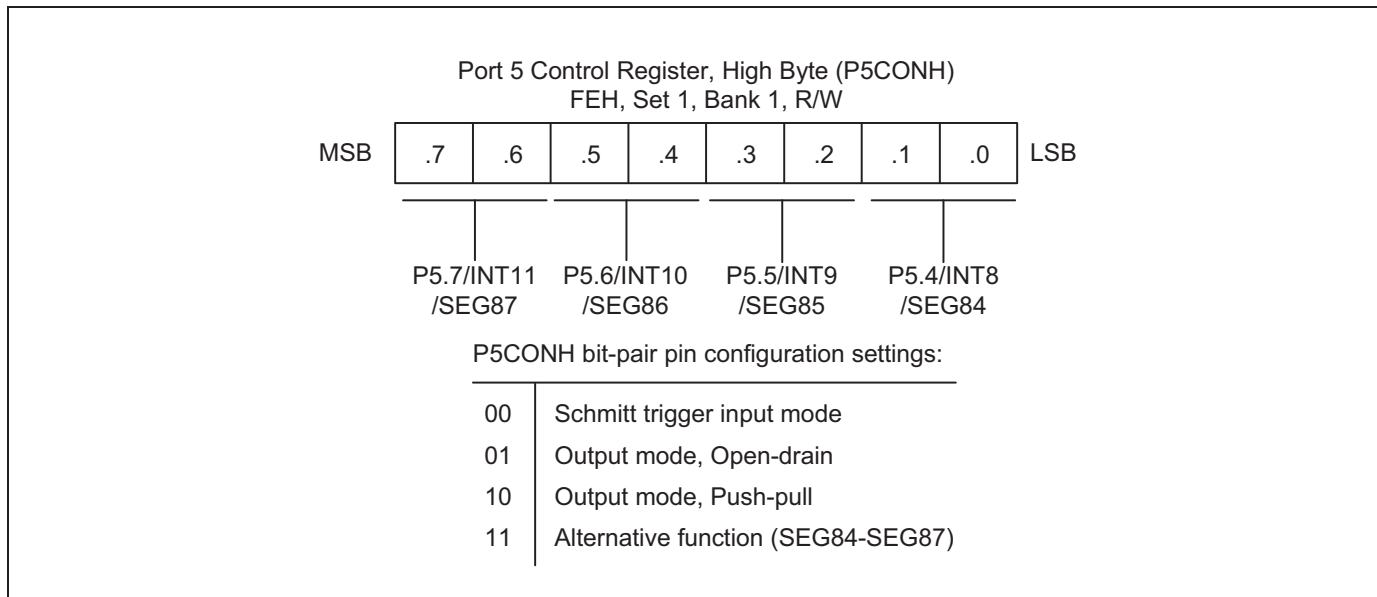 Port 5 Control Register, High Byte (P5CONH)
FEH, Set 1, Bank 1, R/W
MSB .7 .6 .5 .4 .3 .2 .1 .0 LSB
P5.7/INT11 P5.6/INT10 P5.5/INT9 P5.4/INT8
/SEG87 /SEG86 /SEG85 /SEG84
P5CONH bit-pair pin configuration settings:
00 Schmitt trigger input mode
01 Output mode, Open-drain
10 Output mode, Push-pull
11 Alternative function (SEG84-SEG87)